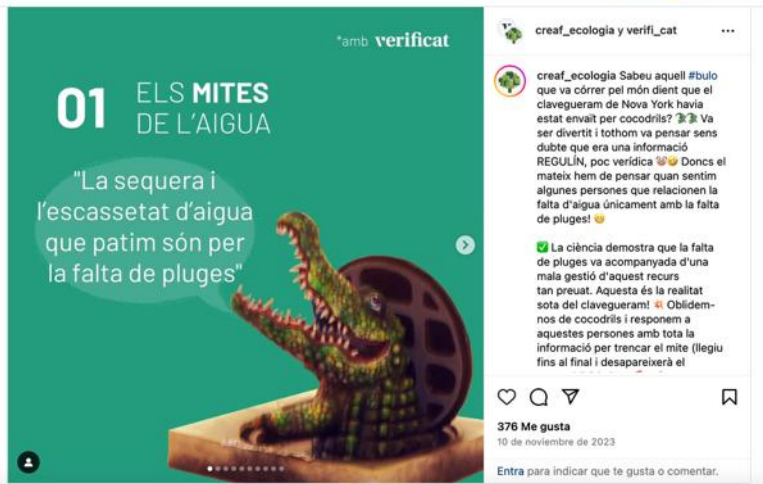 *amb verificat
01 ELS MITES
DE L'AIGUA
"La sequera i
l'escassetat d'aigua
que patim són per
la falta de pluges"
creaf_ecologia y verifi_cat
creaf_ecologia Sabeu aquell #bulo
que va córrer pel món dient que el
clavegueram de Nova York havia
estat envaït per cocodrils? 🐊🐊 Va
ser divertit i tothom va pensar sens
dubte que era una informació
REGULÍN, poc verídica 🤡🤣 Doncs el
mateix hem de pensar quan sentim
algunes persones que relacionen la
falta d'aigua únicament amb la falta
de pluges! 😉
✅ La ciència demostra que la falta
de pluges va acompanyada d'una
mala gestió d'aquest recurs
tan preuat. Aquesta és la realitat
sota del clavegueram! 💥 Oblidem-
nos de cocodrils i responem a
aquestes persones amb tota la
informació per trencar el mite (llegiu
fins al final i desapareixerà el
376 Me gusta
10 de noviembre de 2023
Entra para indicar que te gusta o comentar.